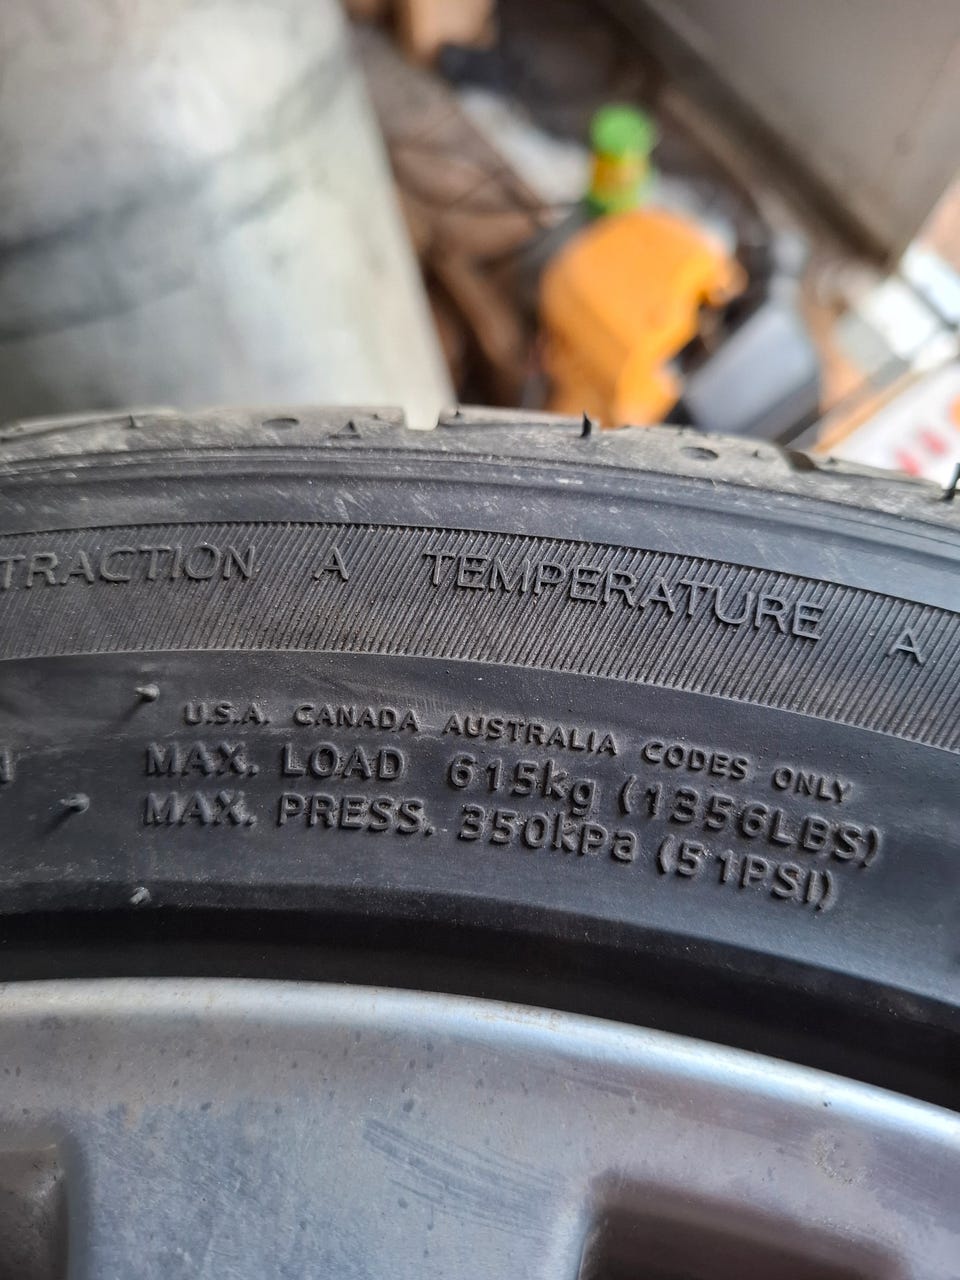 TRACTION A TEMPERATURE A
U.S.A. CANADA AUSTRALIA CODES ONLY
MAX. LOAD 615kg (1356LBS)
MAX. PRESS. 350kPa (51PSI)